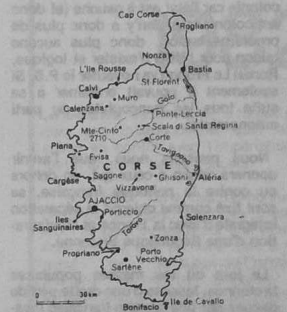 Cap Corse
Rogliano
Nonza
Bastia
L'Ile Rousse
St Florent
Calvi
Muro
Golo
Calenzana
Ponte-Leccia
Mte-Cinto
2710
Scala di Santa Regina
Corte
Piana
Evisa
Tavignano
CORSE
Cargèse
Sagone
Ghisoni
Aléria
Vizzavona
AJACCIO
Porticcio
Iles
Sanguinaires
Solenzara
Taravo
Zonza
Propriano
Porto
Vecchio
Sartène
0 30km
Ile de Cavallo
Bonifacio